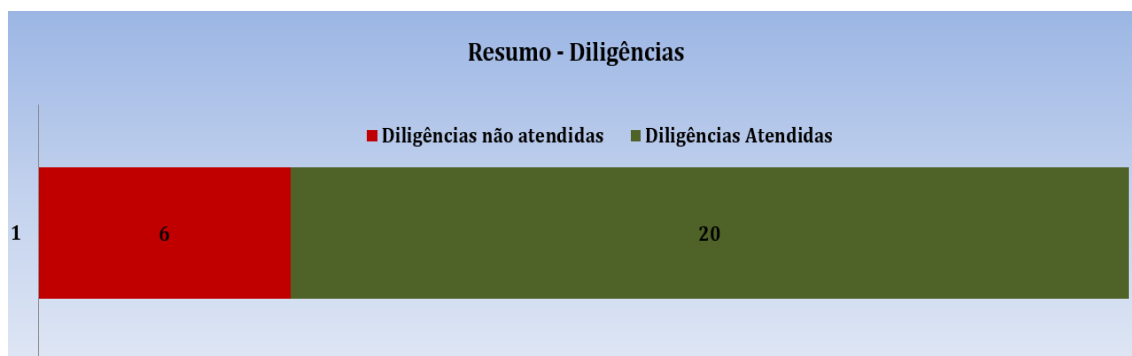 Resumo - Diligências
Diligências não atendidas Diligências Atendidas
1 6 20